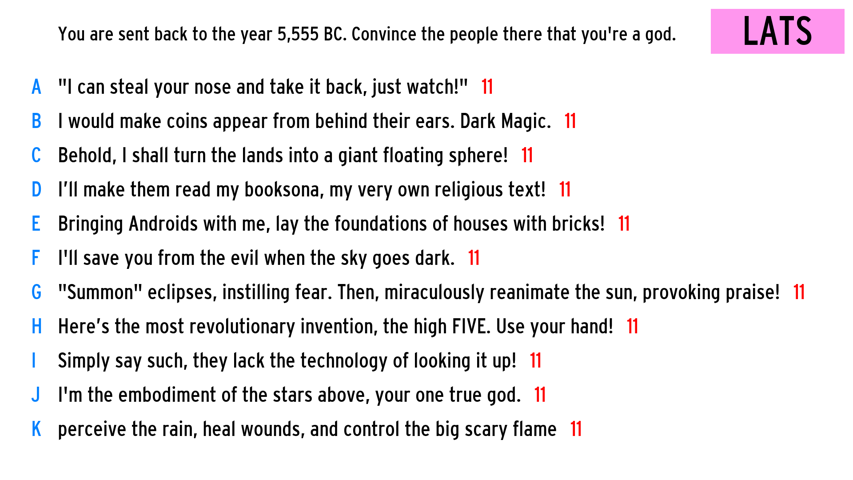 You are sent back to the year 5,555 BC. Convince the people there that you're a god.
LATS
A "I can steal your nose and take it back, just watch!" 11
B I would make coins appear from behind their ears. Dark Magic. 11
C Behold, I shall turn the lands into a giant floating sphere! 11
D I’ll make them read my booksona, my very own religious text! 11
E Bringing Androids with me, lay the foundations of houses with bricks! 11
F I'll save you from the evil when the sky goes dark. 11
G "Summon" eclipses, instilling fear. Then, miraculously reanimate the sun, provoking praise! 11
H Here’s the most revolutionary invention, the high FIVE. Use your hand! 11
I Simply say such, they lack the technology of looking it up! 11
J I'm the embodiment of the stars above, your one true god. 11
K perceive the rain, heal wounds, and control the big scary flame 11